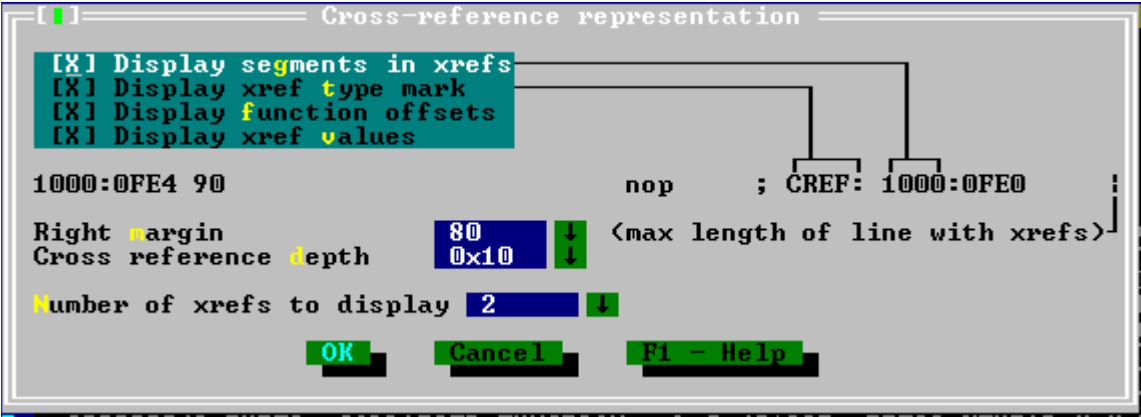 [ ] Cross-reference representation
[X] Display segments in xrefs
[X] Display xref type mark
[X] Display function offsets
[X] Display xref values
1000:0FE4 90 nop ; CREF: 1000:0FE0 ¦
Right margin 80 ↓ (max length of line with xrefs)
Cross reference depth 0x10 ↓
Number of xrefs to display 2 ↓
OK Cancel F1 - Help